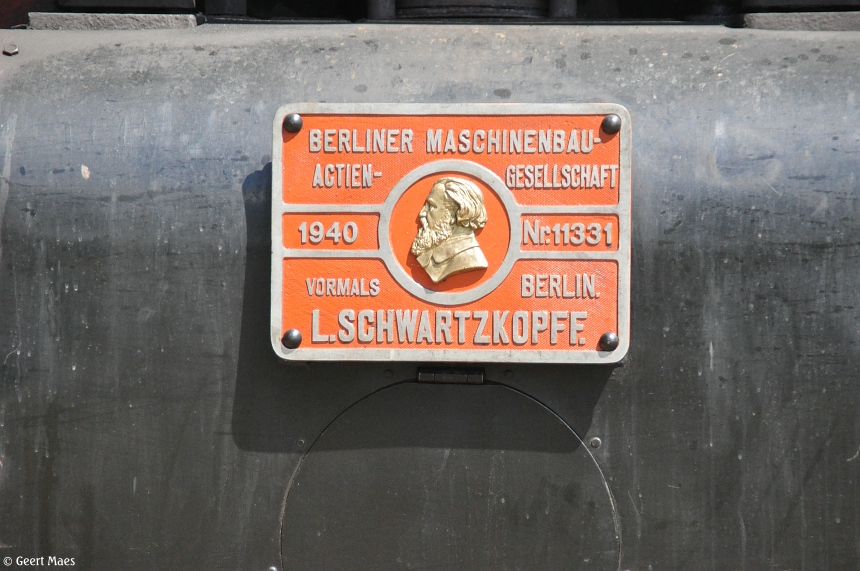 BERLINER MASCHINENBAU-
ACTIEN- GESELLSCHAFT
1940 Nr.11331
VORMALS BERLIN.
L.SCHWARTZKOPFF.
© Geert Maes